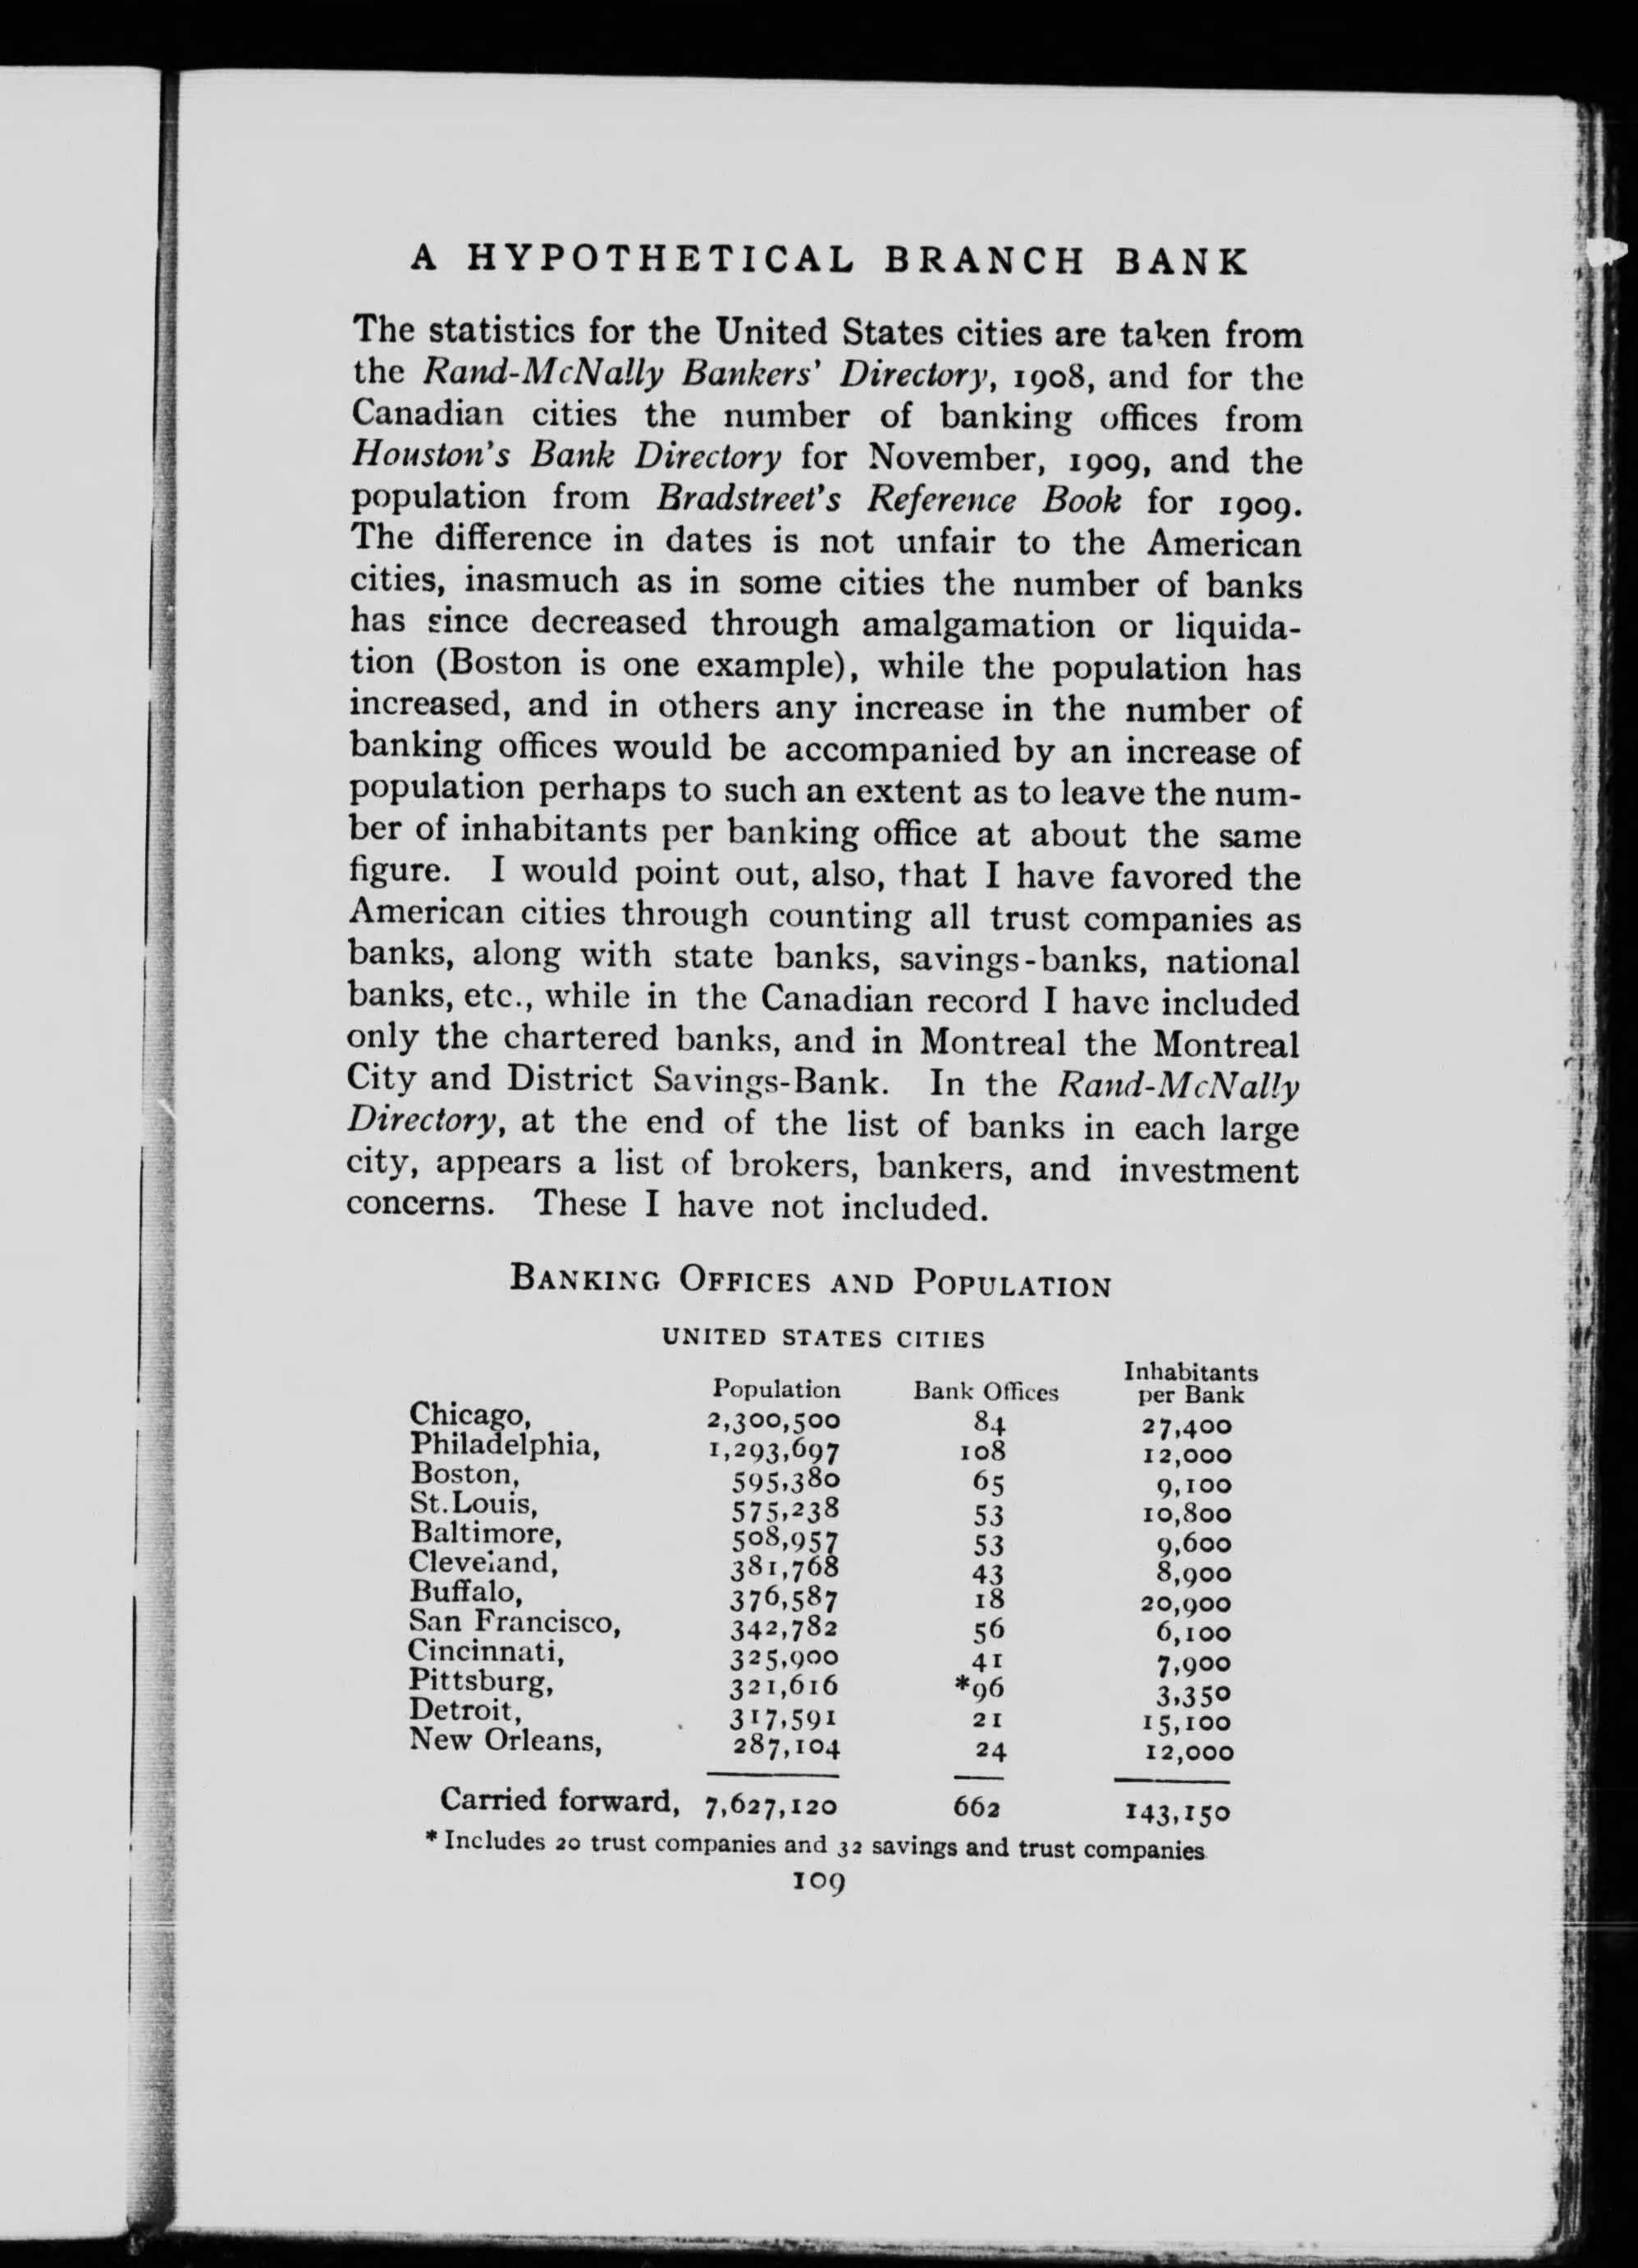 A HYPOTHETICAL BRANCH BANK
The statistics for the United States cities are taken from
the Rand-McNally Bankers' Directory, 1908, and for the
Canadian cities the number of banking offices from
Houston's Bank Directory for November, 1909, and the
population from Bradstreet's Reference Book for 1909.
The difference in dates is not unfair to the American
cities, inasmuch as in some cities the number of banks
has since decreased through amalgamation or liquida-
tion (Boston is one example), while the population has
increased, and in others any increase in the number of
banking offices would be accompanied by an increase of
population perhaps to such an extent as to leave the num-
ber of inhabitants per banking office at about the same
figure. I would point out, also, that I have favored the
American cities through counting all trust companies as
banks, along with state banks, savings-banks, national
banks, etc., while in the Canadian record I have included
only the chartered banks, and in Montreal the Montreal
City and District Savings-Bank. In the Rand-McNally
Directory, at the end of the list of banks in each large
city, appears a list of brokers, bankers, and investment
concerns. These I have not included.
BANKING OFFICES AND POPULATION
UNITED STATES CITIES
Population Bank Offices Inhabitants per Bank
Chicago, 2,300,500 84 27,400
Philadelphia, 1,293,697 108 12,000
Boston, 595,380 65 9,100
St. Louis, 575,238 53 10,800
Baltimore, 508,957 53 9,600
Cleveland, 381,768 43 8,900
Buffalo, 376,587 18 20,900
San Francisco, 342,782 56 6,100
Cincinnati, 325,900 41 7,900
Pittsburg, 321,616 *96 3,350
Detroit, 317,591 21 15,100
New Orleans, 287,104 24 12,000
Carried forward, 7,627,120 662 143,150
* Includes 20 trust companies and 32 savings and trust companies
109